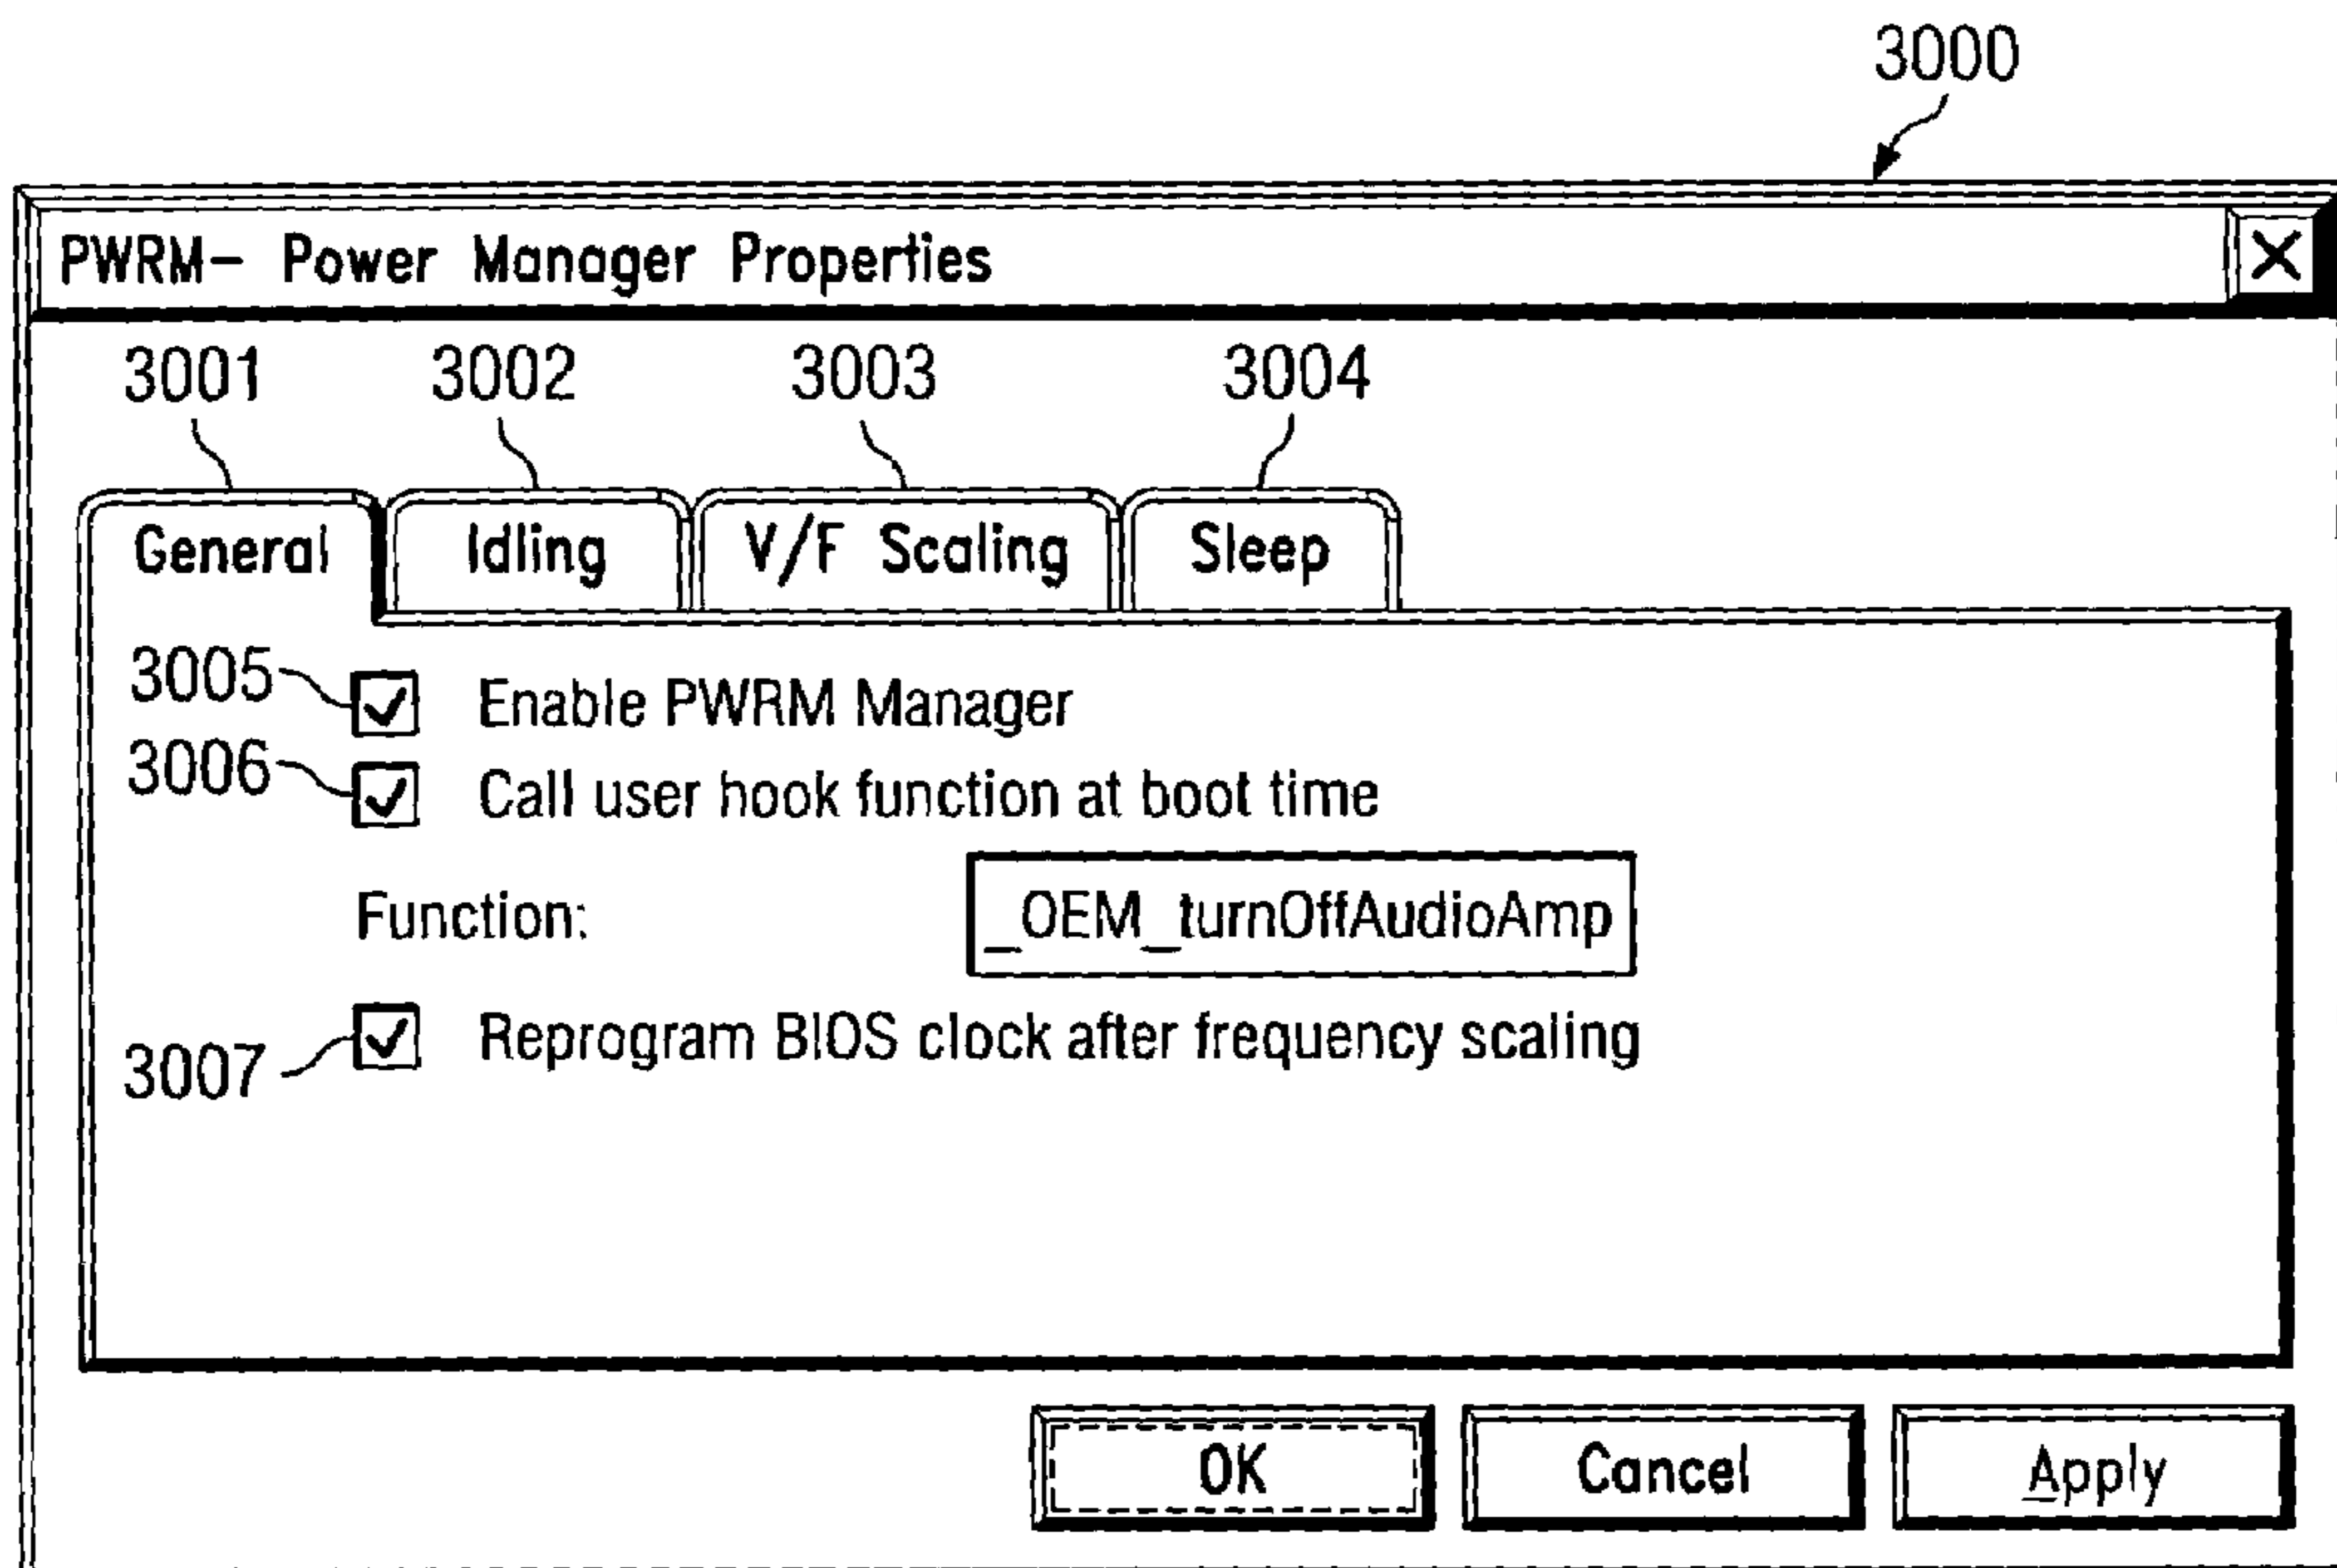 3000
PWRM- Power Manager Properties X
3001 3002 3003 3004
General Idling V/F Scaling Sleep
3005 Enable PWRM Manager
3006 Call user hook function at boot time
Function: _OEM_turnOffAudioAmp
3007 Reprogram BIOS clock after frequency scaling
OK Cancel Apply